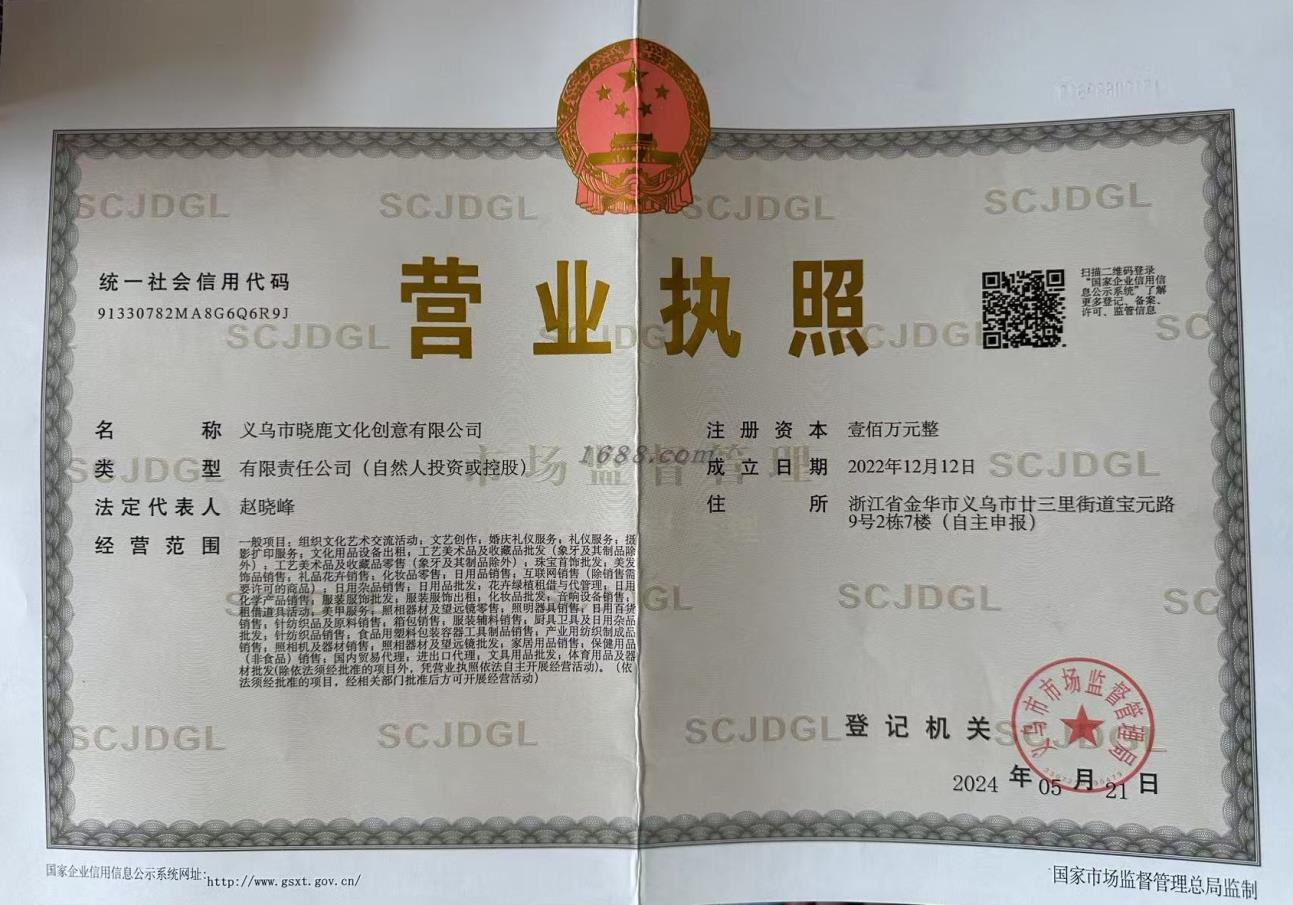 SCJDGL SCJDGL SCJDGL SCJDGL
统一社会信用代码
91330782MA8G6Q6R9J
营业执照
扫描二维码登录
“国家企业信用信
息公示系统”了解
更多登记、备案、
许可、监管信息
SCJDGL SCJDGL SC
名称 义乌市晓鹿文化创意有限公司
类型 有限责任公司（自然人投资或控股）
法定代表人 赵晓峰
经营范围 一般项目：组织文化艺术交流活动；文艺创作；婚庆礼仪服务；礼仪服务；摄
影扩印服务；文化用品设备出租；工艺美术品及收藏品批发（象牙及其制品除
外）；工艺美术品及收藏品零售（象牙及其制品除外）；珠宝首饰批发；美发
饰品销售；礼品花卉销售；化妆品零售；日用品销售；互联网销售（除销售需
要许可的商品）；日用杂品销售；日用品批发；花卉绿植租借与代管理；日用
化学产品销售；服装服饰批发；服装服饰出租；化妆品批发；音响设备销售；
租借道具活动；美甲服务；照相器材及望远镜零售；照明器具销售；日用百货
销售；针纺织品及原料销售；箱包销售；服装辅料销售；厨具卫具及日用杂品
批发；针纺织品销售；食品用塑料包装容器工具制品销售；产业用纺织制成品
销售；照相机及器材销售；照相器材及望远镜批发；家居用品销售；保健用品
（非食品）销售；国内贸易代理；进出口代理；文具用品批发；体育用品及器
材批发(除依法须经批准的项目外，凭营业执照依法自主开展经营活动)。（依
法须经批准的项目，经相关部门批准后方可开展经营活动）
注册资本 壹佰万元整
成立日期 2022年12月12日
住所 浙江省金华市义乌市廿三里街道宝元路
9号2栋7楼（自主申报）
市场监督管理
1688.com
SCJDGL SCJDGL
SCJDGL SC
SCJDGL SCJDGL SCJDGL SCJDGL
登记机关
义乌市市场监督管理局
2024 年 05 月 21 日
国家企业信用信息公示系统网址：http://www.gsxt.gov.cn/
国家市场监督管理总局监制